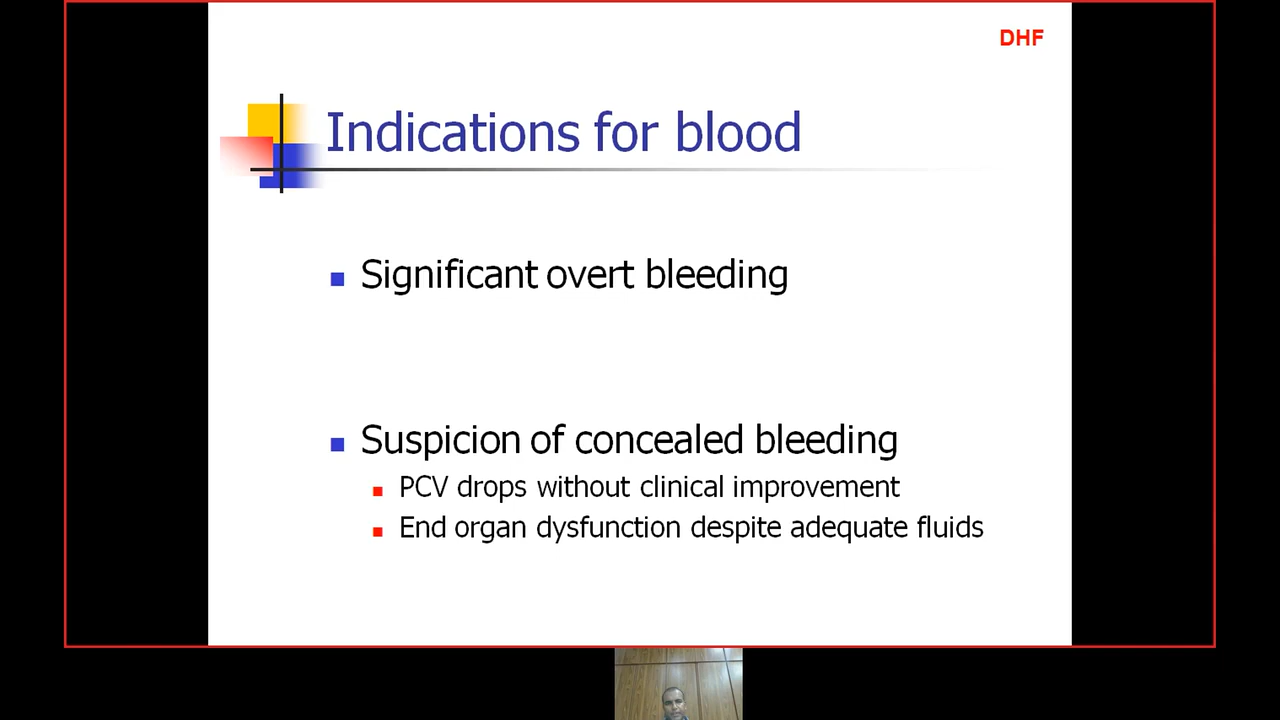 DHF
Indications for blood
Significant overt bleeding
Suspicion of concealed bleeding
PCV drops without clinical improvement
End organ dysfunction despite adequate fluids